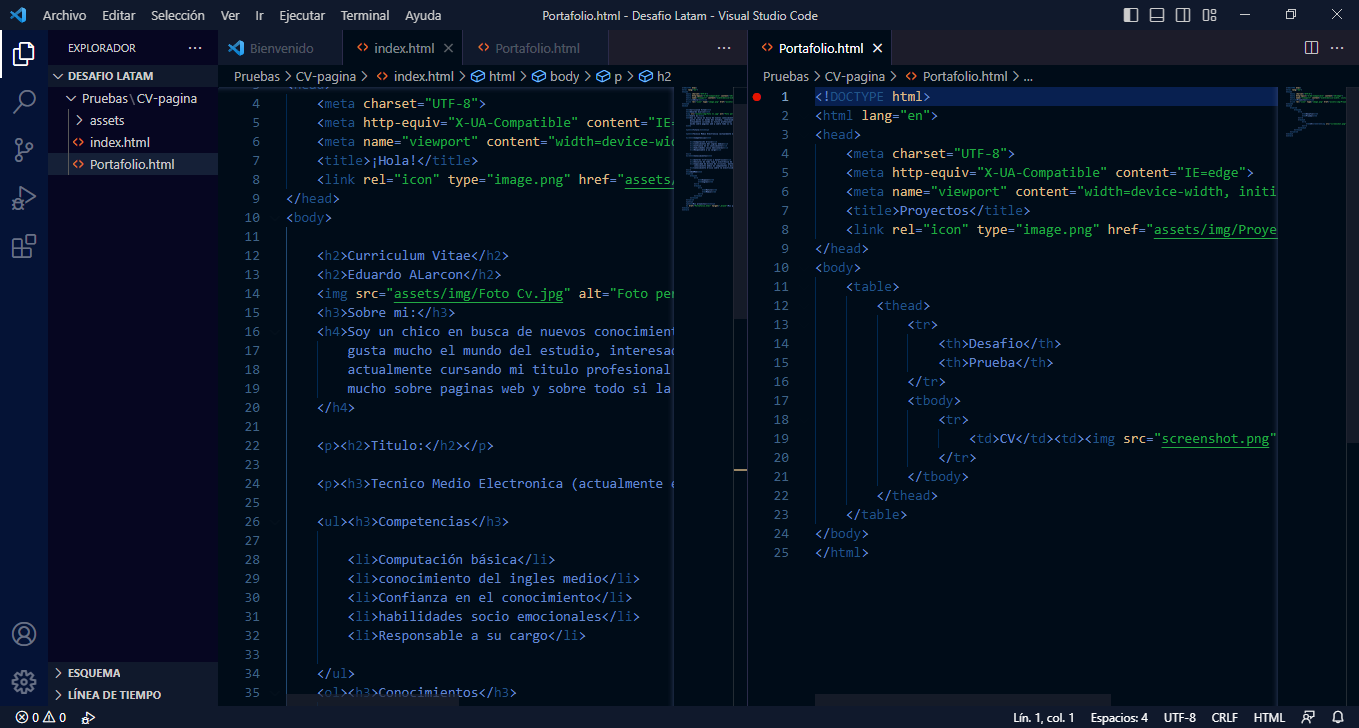 Archivo Editar Selección Ver Ir Ejecutar Terminal Ayuda
Portafolio.html - Desafio Latam - Visual Studio Code
EXPLORADOR
DESAFIO LATAM
Pruebas \ CV-pagina
assets
index.html
Portafolio.html
ESQUEMA
LÍNEA DE TIEMPO
Bienvenido index.html Portafolio.html
Pruebas > CV-pagina > index.html > html > body > p > h2
4 <meta charset="UTF-8">
5 <meta http-equiv="X-UA-Compatible" content="IE=
6 <meta name="viewport" content="width=device-wi
7 <title>¡Hola!</title>
8 <link rel="icon" type="image.png" href="assets/
9 </head>
10 <body>
11
12 <h2>Curriculum Vitae</h2>
13 <h2>Eduardo ALarcon</h2>
14 <img src="assets/img/Foto Cv.jpg" alt="Foto per
15 <h3>Sobre mi:</h3>
16 <h4>Soy un chico en busca de nuevos conocimient
17 gusta mucho el mundo del estudio, interesad
18 actualmente cursando mi titulo profesional
19 mucho sobre paginas web y sobre todo si la
20 </h4>
21
22 <p><h2>Titulo:</h2></p>
23
24 <p><h3>Tecnico Medio Electronica (actualmente e
25
26 <ul><h3>Competencias</h3>
27
28 <li>Computación básica</li>
29 <li>conocimiento del ingles medio</li>
30 <li>Confianza en el conocimiento</li>
31 <li>habilidades socio emocionales</li>
32 <li>Responsable a su cargo</li>
33
34 </ul>
35 <ol><h3>Conocimientos</h3>
Portafolio.html
Pruebas > CV-pagina > Portafolio.html > ...
1 <!DOCTYPE html>
2 <html lang="en">
3 <head>
4 <meta charset="UTF-8">
5 <meta http-equiv="X-UA-Compatible" content="IE=edge">
6 <meta name="viewport" content="width=device-width, initi
7 <title>Proyectos</title>
8 <link rel="icon" type="image.png" href="assets/img/Proye
9 </head>
10 <body>
11 <table>
12 <thead>
13 <tr>
14 <th>Desafio</th>
15 <th>Prueba</th>
16 </tr>
17 <tbody>
18 <tr>
19 <td>CV</td><td><img src="screenshot.png"
20 </tr>
21 </tbody>
22 </thead>
23 </table>
24 </body>
25 </html>
0 0
Lín. 1, col. 1 Espacios: 4 UTF-8 CRLF HTML